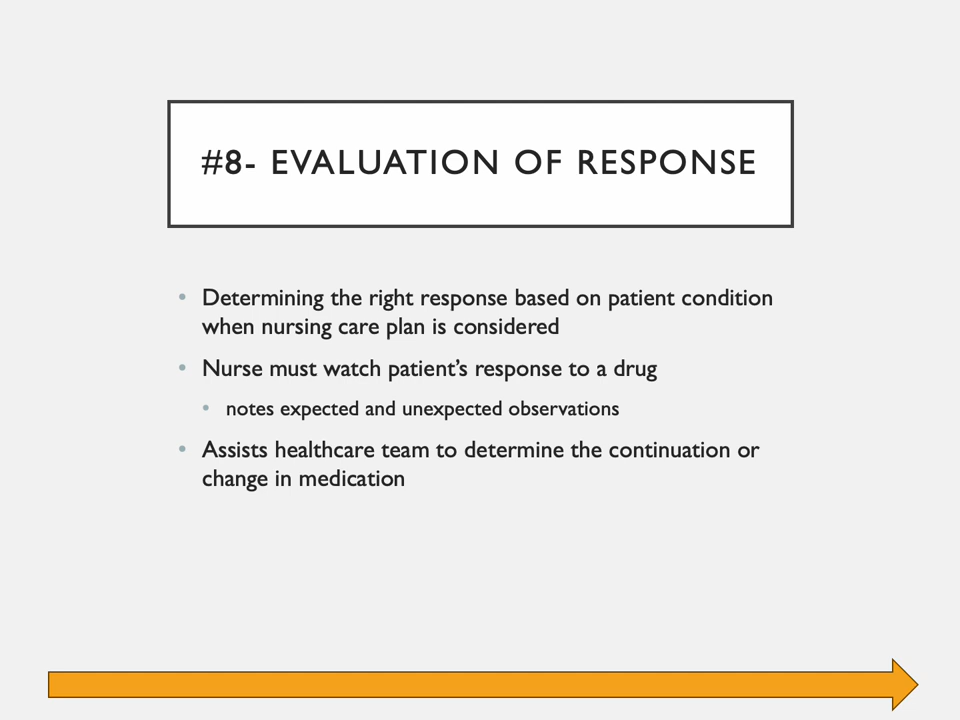 #8- EVALUATION OF RESPONSE
• Determining the right response based on patient condition
when nursing care plan is considered
• Nurse must watch patient’s response to a drug
• notes expected and unexpected observations
• Assists healthcare team to determine the continuation or
change in medication